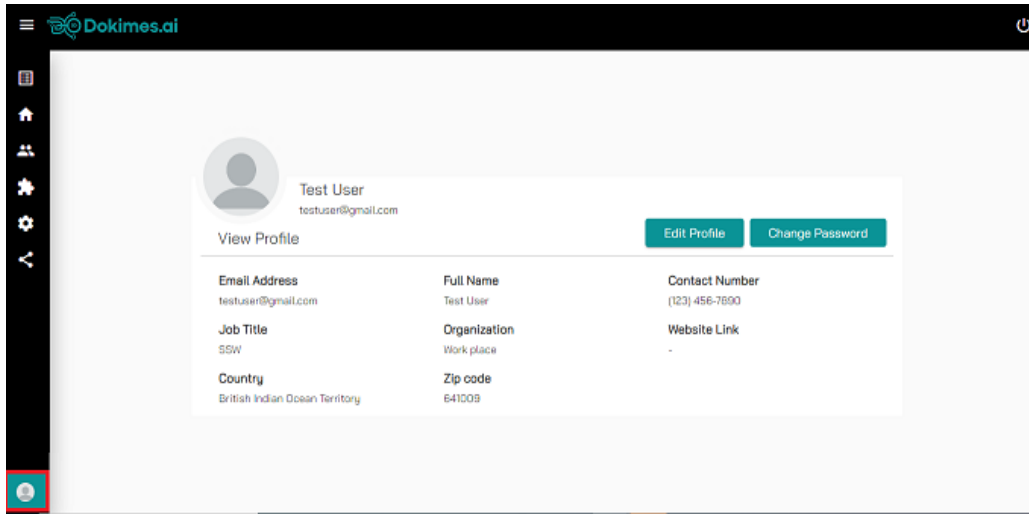 Dokimes.ai
Test User
testuser@gmail.com
View Profile
Edit Profile
Change Password
Email Address
Full Name
Contact Number
testuser@gmail.com
Test User
(123) 456-7890
Job Title
Organization
Website Link
SSW
Work place
-
Country
Zip code
British Indian Ocean Territory
641009